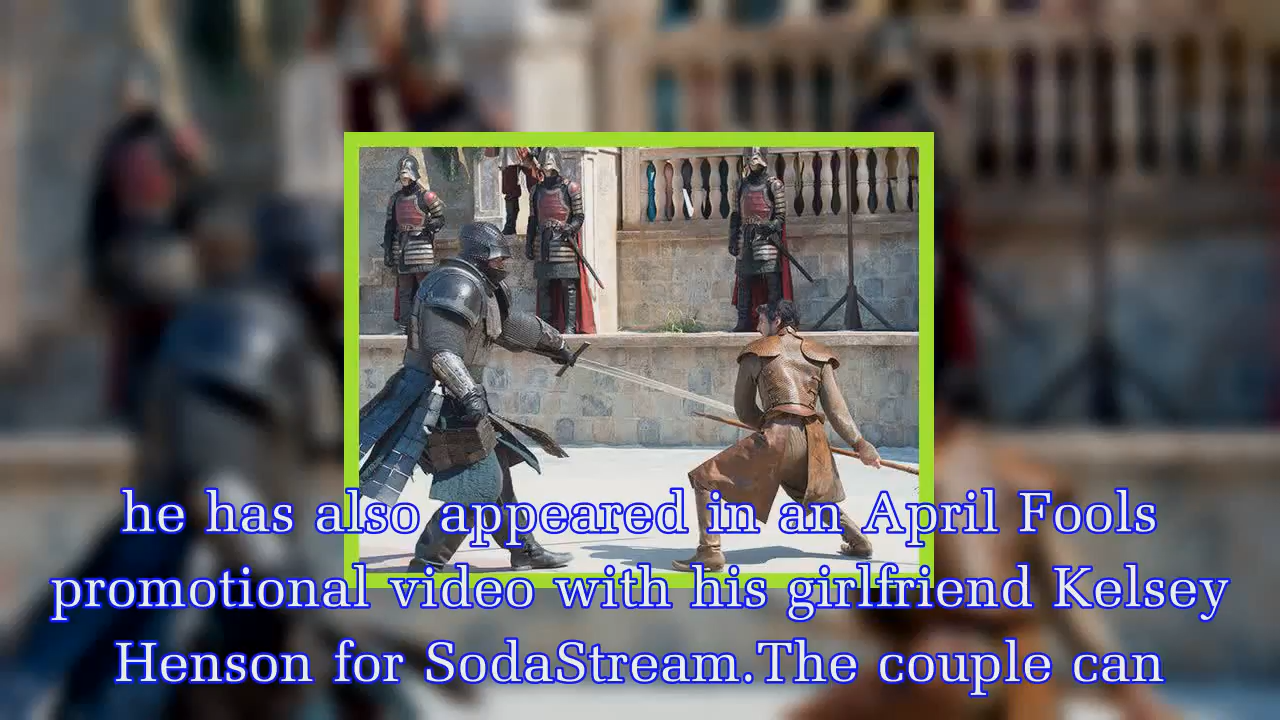 he has also appeared in an April Fools
promotional video with his girlfriend Kelsey
Henson for SodaStream.The couple can